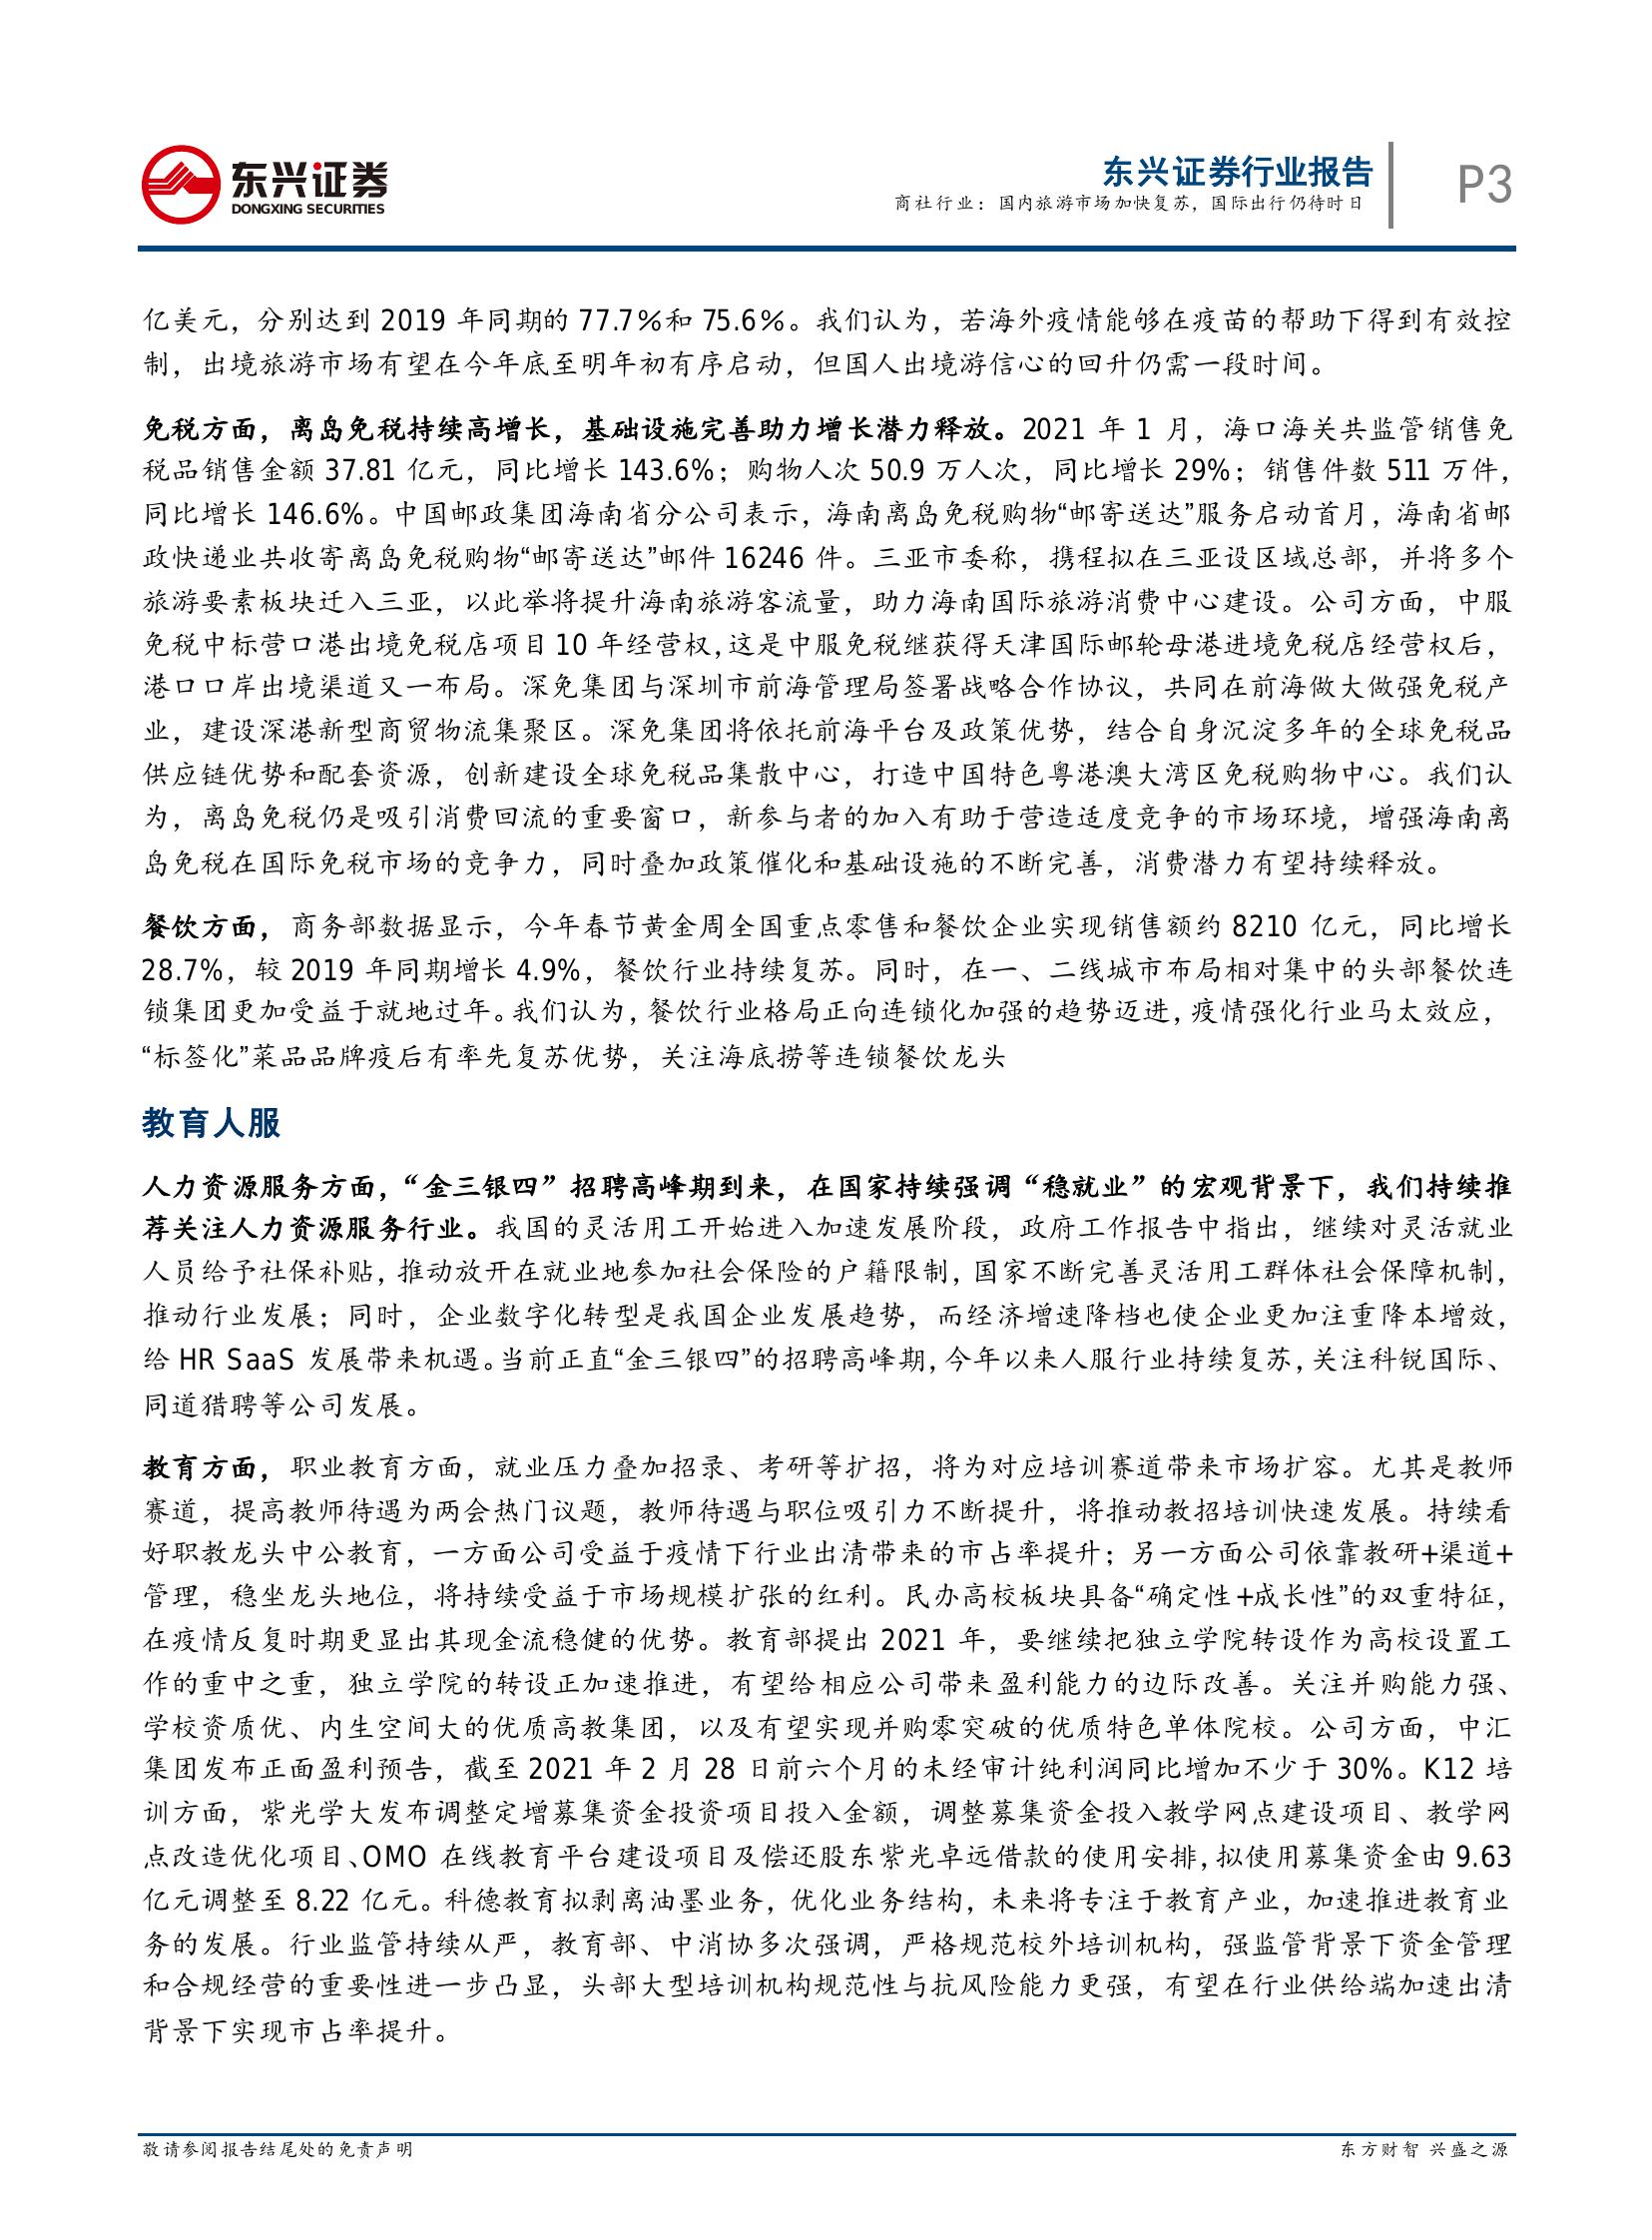 东兴证券
DONGXING SECURITIES
东兴证券行业报告
商社行业：国内旅游市场加快复苏，国际出行仍待时日
P3
亿美元，分别达到 2019 年同期的 77.7%和 75.6%。我们认为，若海外疫情能够在疫苗的帮助下得到有效控
制，出境旅游市场有望在今年底至明年初有序启动，但国人出境游信心的回升仍需一段时间。
免税方面，离岛免税持续高增长，基础设施完善助力增长潜力释放。2021 年 1 月，海口海关共监管销售免
税品销售金额 37.81 亿元，同比增长 143.6%；购物人次 50.9 万人次，同比增长 29%；销售件数 511 万件，
同比增长 146.6%。中国邮政集团海南省分公司表示，海南离岛免税购物“邮寄送达”服务启动首月，海南省邮
政快递业共收寄离岛免税购物“邮寄送达”邮件 16246 件。三亚市委称，携程拟在三亚设区域总部，并将多个
旅游要素板块迁入三亚，以此举将提升海南旅游客流量，助力海南国际旅游消费中心建设。公司方面，中服
免税中标营口港出境免税店项目 10 年经营权，这是中服免税继获得天津国际邮轮母港进境免税店经营权后，
港口口岸出境渠道又一布局。深免集团与深圳市前海管理局签署战略合作协议，共同在前海做大做强免税产
业，建设深港新型商贸物流集聚区。深免集团将依托前海平台及政策优势，结合自身沉淀多年的全球免税品
供应链优势和配套资源，创新建设全球免税品集散中心，打造中国特色粤港澳大湾区免税购物中心。我们认
为，离岛免税仍是吸引消费回流的重要窗口，新参与者的加入有助于营造适度竞争的市场环境，增强海南离
岛免税在国际免税市场的竞争力，同时叠加政策催化和基础设施的不断完善，消费潜力有望持续释放。
餐饮方面，商务部数据显示，今年春节黄金周全国重点零售和餐饮企业实现销售额约 8210 亿元，同比增长
28.7%，较 2019 年同期增长 4.9%，餐饮行业持续复苏。同时，在一、二线城市布局相对集中的头部餐饮连
锁集团更加受益于就地过年。我们认为，餐饮行业格局正向连锁化加强的趋势迈进，疫情强化行业马太效应，
“标签化”菜品品牌疫后有率先复苏优势，关注海底捞等连锁餐饮龙头
教育人服
人力资源服务方面，“金三银四”招聘高峰期到来，在国家持续强调“稳就业”的宏观背景下，我们持续推
荐关注人力资源服务行业。我国的灵活用工开始进入加速发展阶段，政府工作报告中指出，继续对灵活就业
人员给予社保补贴，推动放开在就业地参加社会保险的户籍限制，国家不断完善灵活用工群体社会保障机制，
推动行业发展；同时，企业数字化转型是我国企业发展趋势，而经济增速降档也使企业更加注重降本增效，
给 HR SaaS 发展带来机遇。当前正直“金三银四”的招聘高峰期，今年以来人服行业持续复苏，关注科锐国际、
同道猎聘等公司发展。
教育方面，职业教育方面，就业压力叠加招录、考研等扩招，将为对应培训赛道带来市场扩容。尤其是教师
赛道，提高教师待遇为两会热门议题，教师待遇与职位吸引力不断提升，将推动教招培训快速发展。持续看
好职教龙头中公教育，一方面公司受益于疫情下行业出清带来的市占率提升；另一方面公司依靠教研+渠道+
管理，稳坐龙头地位，将持续受益于市场规模扩张的红利。民办高校板块具备“确定性+成长性”的双重特征，
在疫情反复时期更显出其现金流稳健的优势。教育部提出 2021 年，要继续把独立学院转设作为高校设置工
作的重中之重，独立学院的转设正加速推进，有望给相应公司带来盈利能力的边际改善。关注并购能力强、
学校资质优、内生空间大的优质高教集团，以及有望实现并购零突破的优质特色单体院校。公司方面，中汇
集团发布正面盈利预告，截至 2021 年 2 月 28 日前六个月的未经审计纯利润同比增加不少于 30%。K12 培
训方面，紫光学大发布调整定增募集资金投资项目投入金额，调整募集资金投入教学网点建设项目、教学网
点改造优化项目、OMO 在线教育平台建设项目及偿还股东紫光卓远借款的使用安排，拟使用募集资金由 9.63
亿元调整至 8.22 亿元。科德教育拟剥离油墨业务，优化业务结构，未来将专注于教育产业，加速推进教育业
务的发展。行业监管持续从严，教育部、中消协多次强调，严格规范校外培训机构，强监管背景下资金管理
和合规经营的重要性进一步凸显，头部大型培训机构规范性与抗风险能力更强，有望在行业供给端加速出清
背景下实现市占率提升。
敬请参阅报告结尾处的免责声明
东方财智 兴盛之源